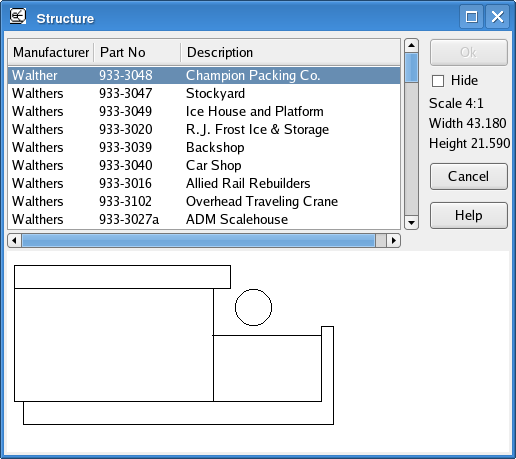 Structure
Manufacturer Part No Description
Walther 933-3048 Champion Packing Co.
Walthers 933-3047 Stockyard
Walthers 933-3049 Ice House and Platform
Walthers 933-3020 R.J. Frost Ice & Storage
Walthers 933-3039 Backshop
Walthers 933-3040 Car Shop
Walthers 933-3016 Allied Rail Rebuilders
Walthers 933-3102 Overhead Traveling Crane
Walthers 933-3027a ADM Scalehouse
Ok
Hide
Scale 4:1
Width 43.180
Height 21.590
Cancel
Help